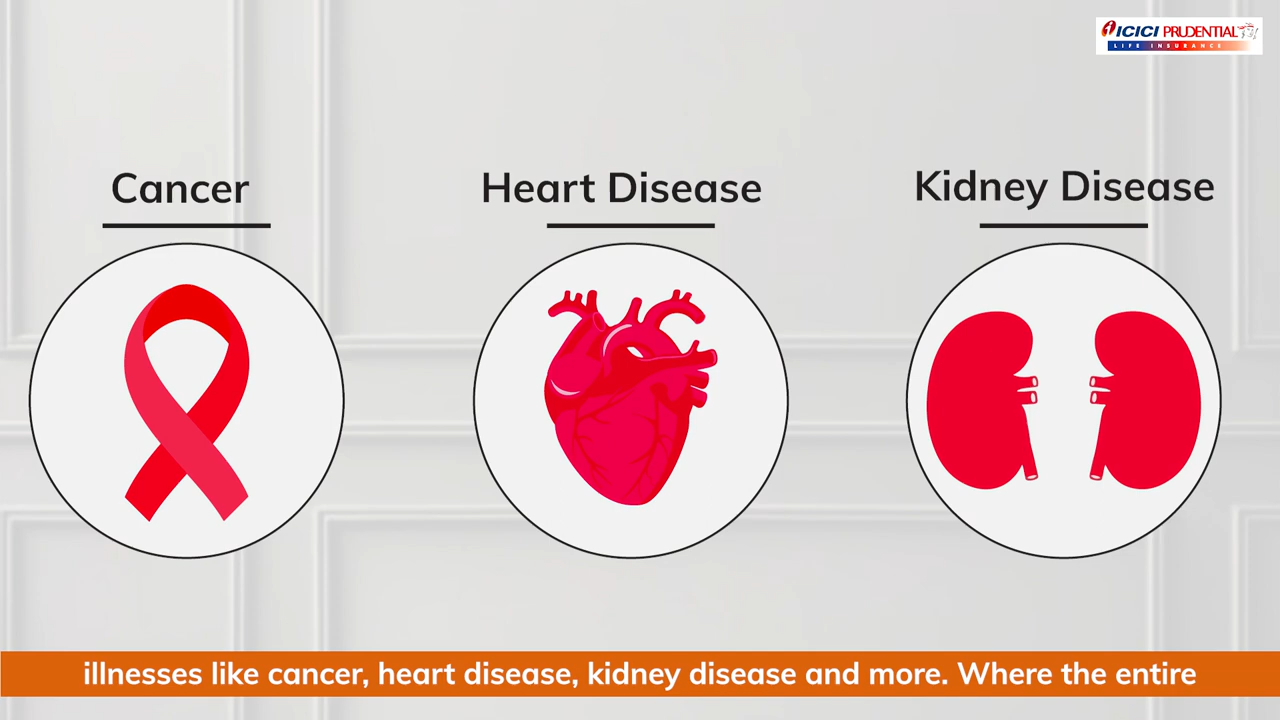 ICICI PRUDENTIAL
LIFE INSURANCE
Cancer
Heart Disease
Kidney Disease
illnesses like cancer, heart disease, kidney disease and more. Where the entire